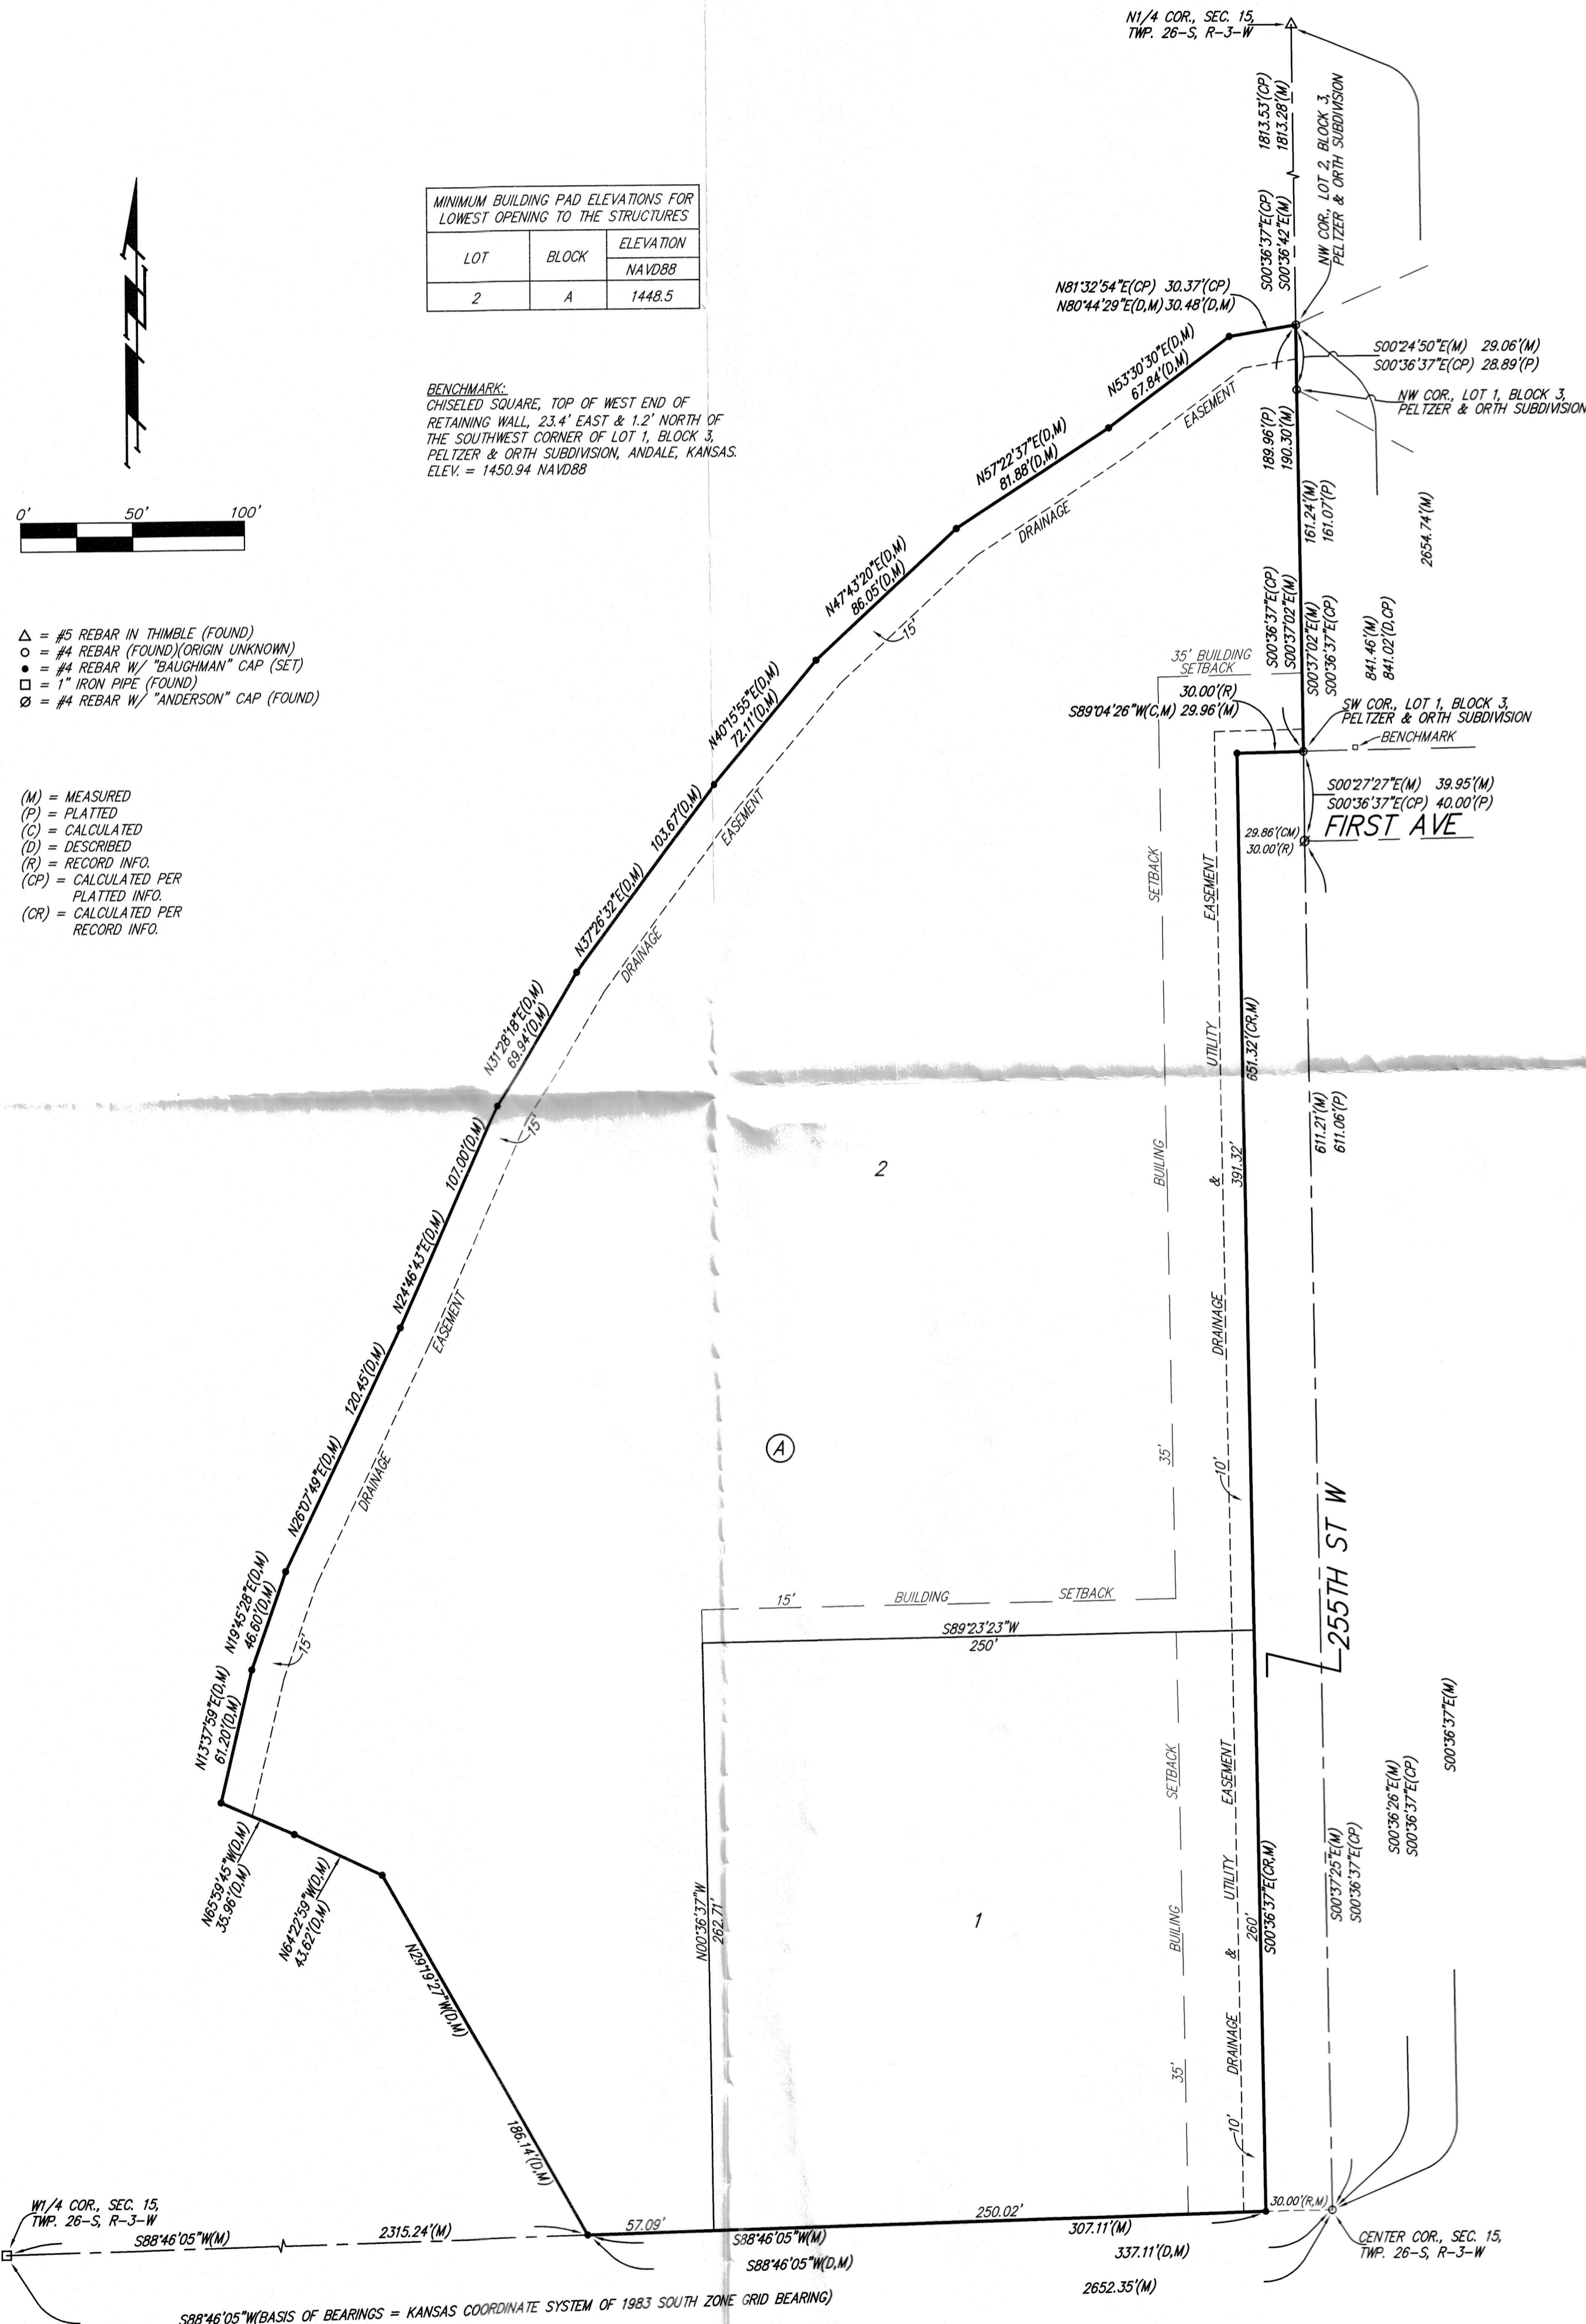 N1/4 COR., SEC. 15,
TWP. 26-S, R-3-W
1813.53'(CP)
1813.28'(M)
S00°36'37"E(CP)
S00°36'42"E(M)
NW COR., LOT 2, BLOCK 3,
PELTZER & ORTH SUBDIVISION
MINIMUM BUILDING PAD ELEVATIONS FOR
LOWEST OPENING TO THE STRUCTURES
LOT
BLOCK
ELEVATION
NAVD88
2
A
1448.5
BENCHMARK:
CHISELED SQUARE, TOP OF WEST END OF
RETAINING WALL, 23.4' EAST & 1.2' NORTH OF
THE SOUTHWEST CORNER OF LOT 1, BLOCK 3,
PELTZER & ORTH SUBDIVISION, ANDALE, KANSAS.
ELEV. = 1450.94 NAVD88
0'
50'
100'
△ = #5 REBAR IN THIMBLE (FOUND)
○ = #4 REBAR (FOUND)(ORIGIN UNKNOWN)
● = #4 REBAR W/ "BAUGHMAN" CAP (SET)
□ = 1" IRON PIPE (FOUND)
Ø = #4 REBAR W/ "ANDERSON" CAP (FOUND)
(M) = MEASURED
(P) = PLATTED
(C) = CALCULATED
(D) = DESCRIBED
(R) = RECORD INFO.
(CP) = CALCULATED PER
PLATTED INFO.
(CR) = CALCULATED PER
RECORD INFO.
N81°32'54"E(CP) 30.37'(CP)
N80°44'29"E(D,M) 30.48'(D,M)
S00°24'50"E(M) 29.06'(M)
S00°36'37"E(CP) 28.89'(P)
NW COR., LOT 1, BLOCK 3,
PELTZER & ORTH SUBDIVISION
N53°30'30"E(D,M)
67.84'(D,M)
EASEMENT
N57°22'37"E(D,M)
81.88'(D,M)
DRAINAGE
189.96'(P)
190.30'(M)
161.24'(M)
161.07'(P)
2654.74'(M)
N47°43'20"E(D,M)
86.05'(D,M)
15'
S00°36'37"E(CP)
S00°37'02"E(M)
S00°37'02"E(M)
S00°36'37"E(CP)
841.46'(M)
841.02'(D,CP)
35' BUILDING
SETBACK
30.00'(R)
S89°04'26"W(C,M) 29.96'(M)
SW COR., LOT 1, BLOCK 3,
PELTZER & ORTH SUBDIVISION
BENCHMARK
S00°27'27"E(M) 39.95'(M)
S00°36'37"E(CP) 40.00'(P)
FIRST AVE
29.86'(CM)
30.00'(R)
N40°15'55"E(D,M)
72.11'(D,M)
EASEMENT
103.67'(D,M)
N37°26'32"E(D,M)
DRAINAGE
N31°28'18"E(D,M)
69.94'(D,M)
SETBACK
EASEMENT
UTILITY
651.32'(CR,M)
15'
107.00'(D,M)
N24°46'43"E(D,M)
EASEMENT
2
BUILING
&
391.32'
611.21'(M)
611.06'(P)
DRAINAGE
120.45'(D,M)
N26°07'49"E(D,M)
DRAINAGE
A
35'
10'
255TH ST W
N19°45'28"E(D,M)
46.60'(D,M)
15'
N13°37'59"E(D,M)
61.20'(D,M)
15'
BUILDING
SETBACK
S89°23'23"W
250'
SETBACK
EASEMENT
S00°36'37"E(M)
S00°36'26"E(M)
S00°36'37"E(CP)
S00°37'25"E(M)
S00°36'37"E(CP)
N65°59'45"W(D,M)
35.96'(D,M)
N64°22'59"W(D,M)
43.62'(D,M)
N00°36'37"W
262.71'
1
BUILING
UTILITY
&
260'
S00°36'37"E(CR,M)
N29°19'27"W(D,M)
186.14'(D,M)
35'
DRAINAGE
10'
30.00'(R,M)
W1/4 COR., SEC. 15,
TWP. 26-S, R-3-W
S88°46'05"W(M)
2315.24'(M)
57.09'
250.02'
S88°46'05"W(M)
307.11'(M)
S88°46'05"W(D,M)
337.11'(D,M)
2652.35'(M)
CENTER COR., SEC. 15,
TWP. 26-S, R-3-W
S88°46'05"W(BASIS OF BEARINGS = KANSAS COORDINATE SYSTEM OF 1983 SOUTH ZONE GRID BEARING)